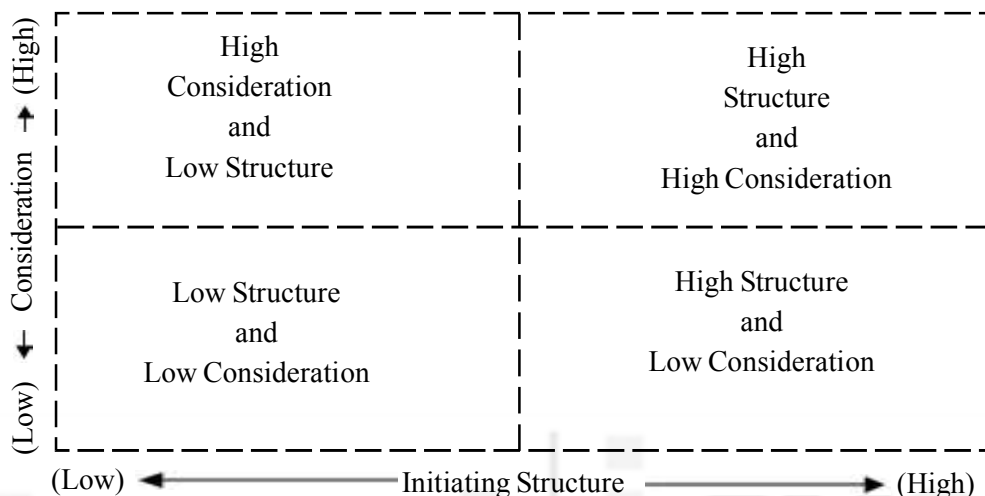 (High)
Consideration
(Low)
High
Consideration
and
Low Structure
High
Structure
and
High Consideration
Low Structure
and
Low Consideration
High Structure
and
Low Consideration
(Low)
Initiating Structure
(High)